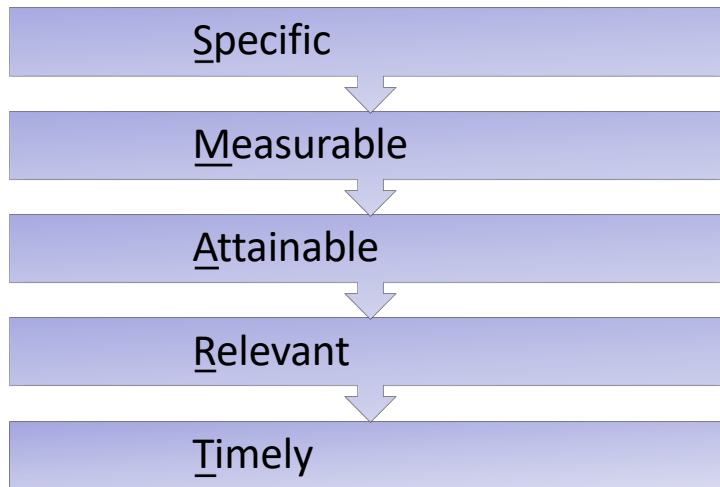 Specific
Measurable
Attainable
Relevant
Timely